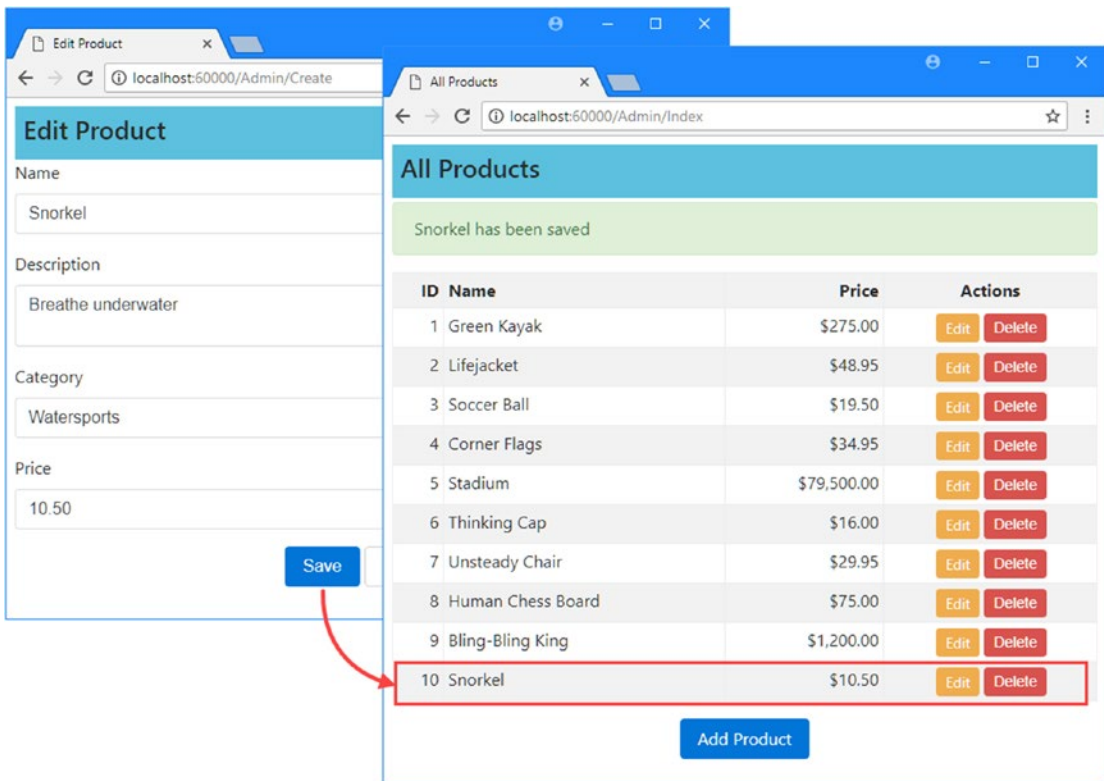 Edit Product
localhost:60000/Admin/Create
Edit Product
Name
Snorkel
Description
Breathe underwater
Category
Watersports
Price
10.50
Save
All Products
localhost:60000/Admin/Index
All Products
Snorkel has been saved
ID Name Price Actions
1 Green Kayak $275.00 Edit Delete
2 Lifejacket $48.95 Edit Delete
3 Soccer Ball $19.50 Edit Delete
4 Corner Flags $34.95 Edit Delete
5 Stadium $79,500.00 Edit Delete
6 Thinking Cap $16.00 Edit Delete
7 Unsteady Chair $29.95 Edit Delete
8 Human Chess Board $75.00 Edit Delete
9 Bling-Bling King $1,200.00 Edit Delete
10 Snorkel $10.50 Edit Delete
Add Product